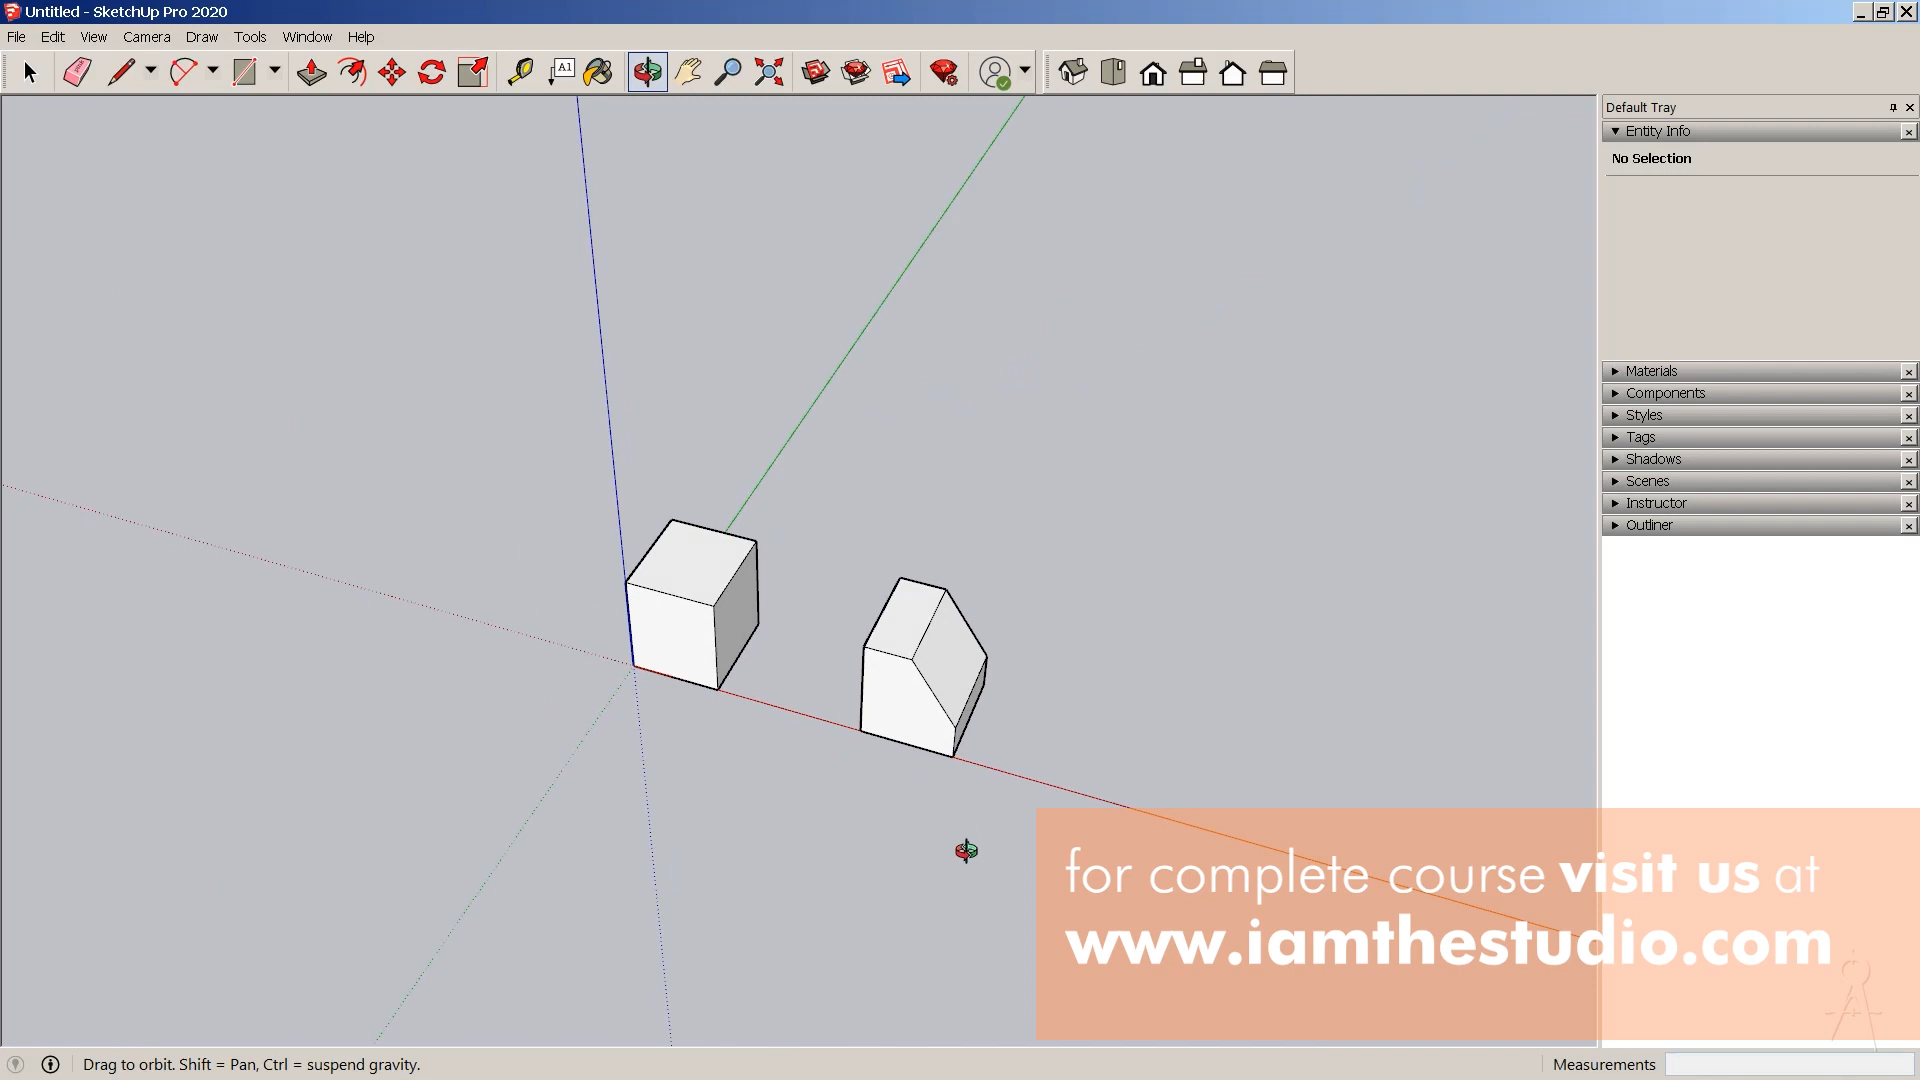 Untitled - SketchUp Pro 2020
File Edit View Camera Draw Tools Window Help
A1
Default Tray
Entity Info
No Selection
Materials
Components
Styles
Tags
Shadows
Scenes
Instructor
Outliner
for complete course visit us at
www.iamthestudio.com
Drag to orbit. Shift = Pan, Ctrl = suspend gravity.
Measurements